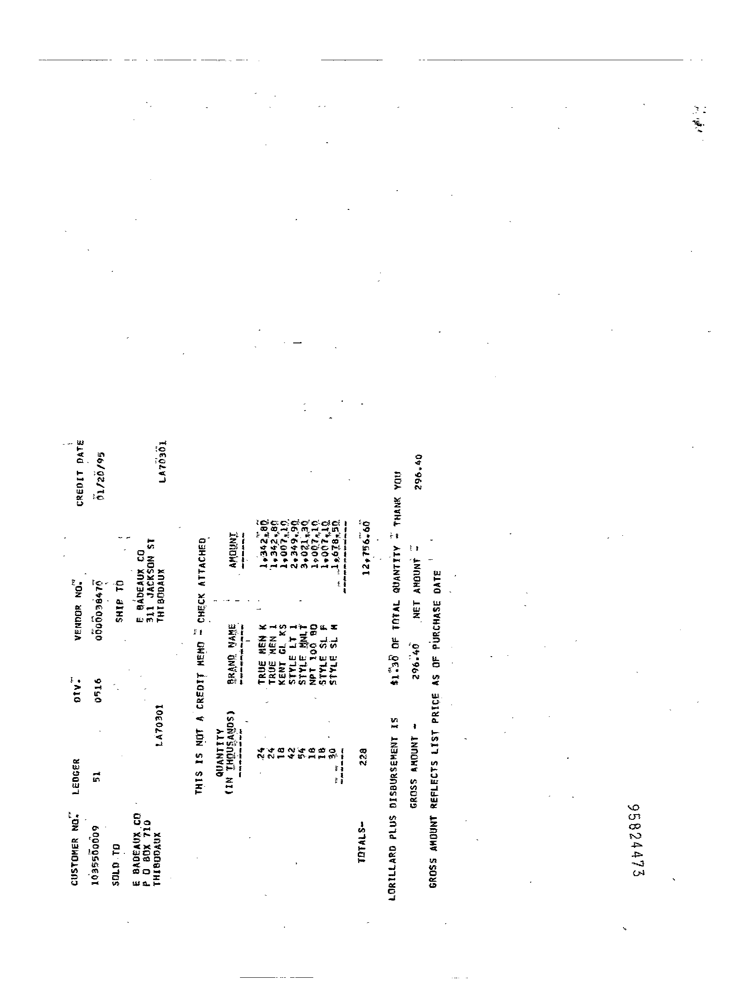 CUSTOMER NO. LEDGER DIV. VENDOR NO. CREDIT DATE
1035500009 51 0516 0000038470 01/20/95
SOLD TO SHIP TO
E BADEAUX CO E BADEAUX CO
P O BOX 710 311 JACKSON ST
THIBODAUX LA70301 THIBODAUX LA70301
THIS IS NOT A CREDIT MEMO - CHECK ATTACHED
QUANTITY
(IN THOUSANDS) BRAND NAME AMOUNT
24 TRUE MEN K 1,342.80
24 TRUE MEN 1 1,342.80
18 KENT GL KS 1,007.10
42 STYLE LT 1 2,349.90
54 STYLE MNLT 3,021.30
18 NPT 100 BD 1,007.10
18 STYLE SL F 1,007.10
30 STYLE SL M 1,678.50
TOTALS- 228 12,756.60
LORILLARD PLUS DISBURSEMENT IS $1.30 OF TOTAL QUANTITY - THANK YOU
GROSS AMOUNT - 296.40 NET AMOUNT - 296.40
GROSS AMOUNT REFLECTS LIST PRICE AS OF PURCHASE DATE
95824473